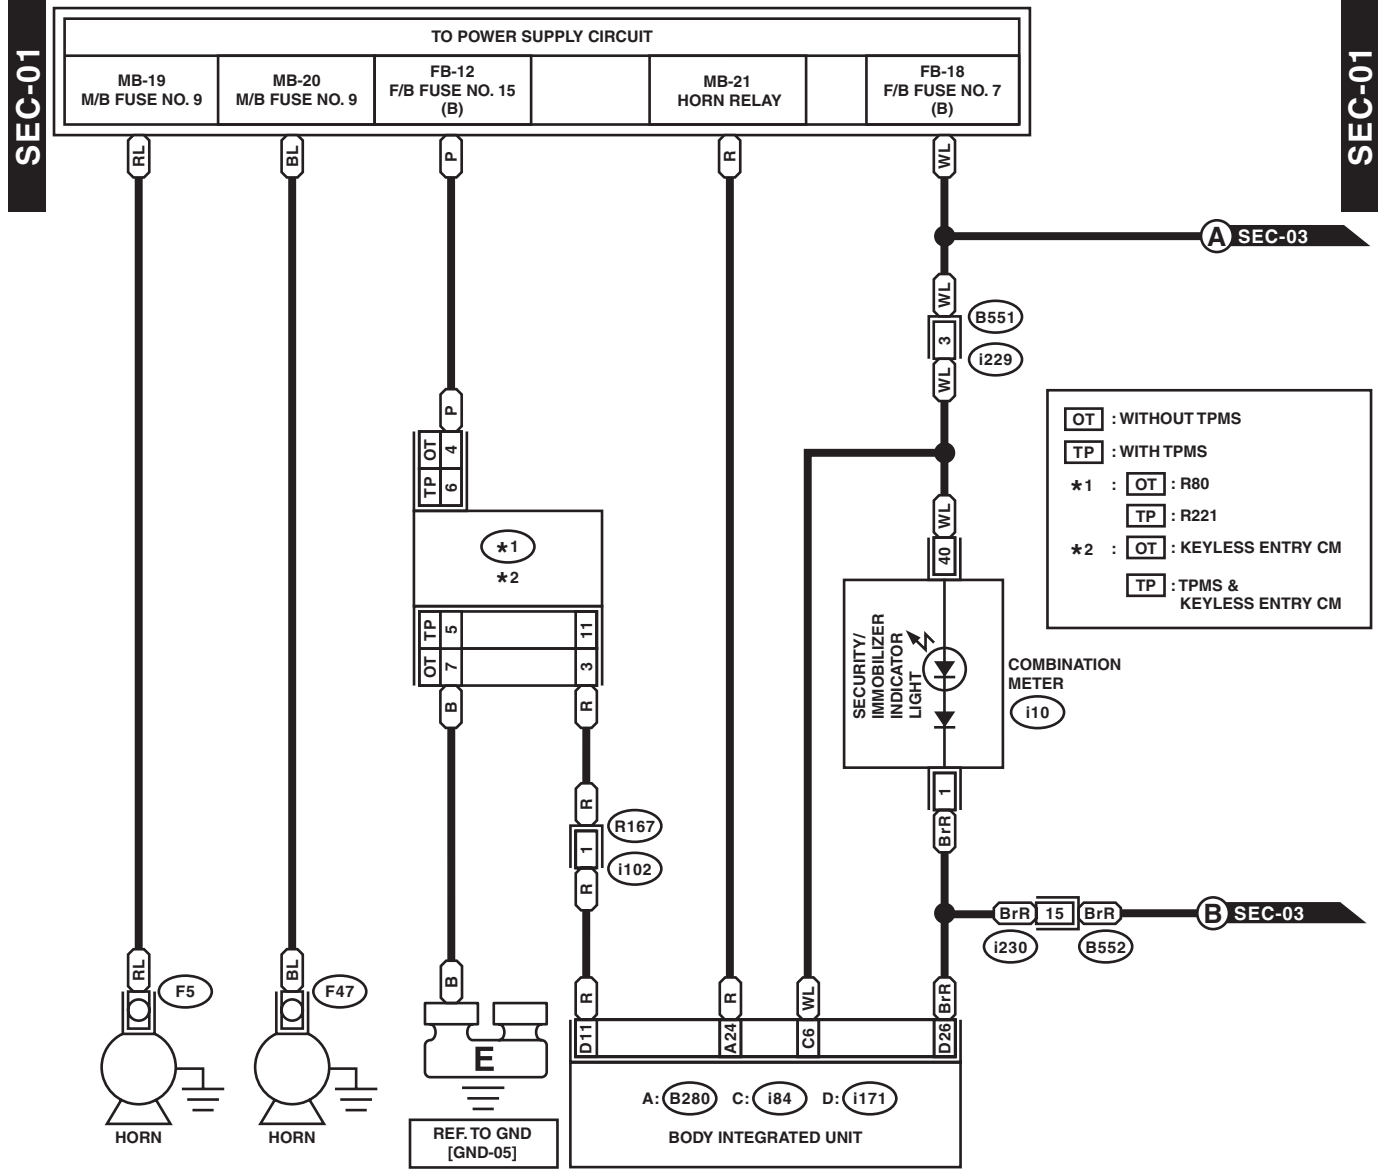 SEC-01
SEC-01
TO POWER SUPPLY CIRCUIT
MB-19
M/B FUSE NO. 9
MB-20
M/B FUSE NO. 9
FB-12
F/B FUSE NO. 15
(B)
MB-21
HORN RELAY
FB-18
F/B FUSE NO. 7
(B)
RL
BL
P
R
WL
A SEC-03
WL
B551
3
i229
WL
P
OT 4
TP 6
*1
*2
TP 5 11
OT 7 3
B
R
WL
40
OT : WITHOUT TPMS
TP : WITH TPMS
*1 : OT : R80
TP : R221
*2 : OT : KEYLESS ENTRY CM
TP : TPMS &
KEYLESS ENTRY CM
SECURITY/
IMMOBILIZER
INDICATOR
LIGHT
COMBINATION
METER
i10
1
BrR
R
R167
1
i102
R
BrR 15 BrR
B SEC-03
i230
B552
RL
F5
BL
F47
B
R
R
WL
BrR
D11
A24
C6
D26
E
A: B280 C: i84 D: i171
BODY INTEGRATED UNIT
HORN
HORN
REF. TO GND
[GND-05]